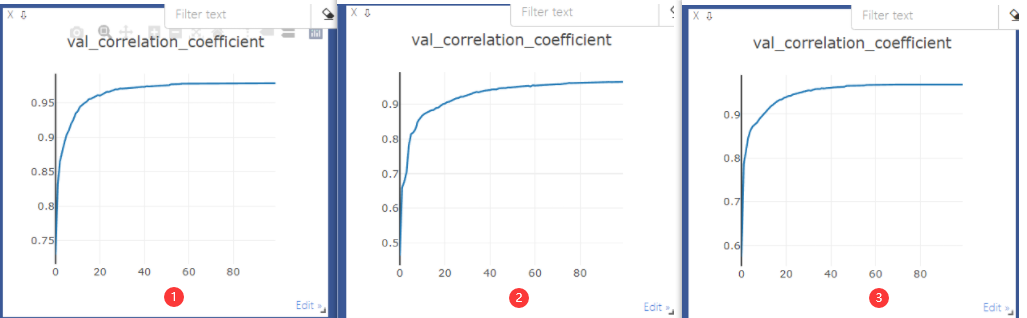 X ⇩ Filter text
val_correlation_coefficient
0.95
0.9
0.85
0.8
0.75
0 20 40 60 80
Edit »
1
X ⇩ Filter text
val_correlation_coefficient
0.9
0.8
0.7
0.6
0.5
0 20 40 60 80
Edit »
2
X ⇩ Filter text
val_correlation_coefficient
0.9
0.8
0.7
0.6
0 20 40 60 80
Edit »
3